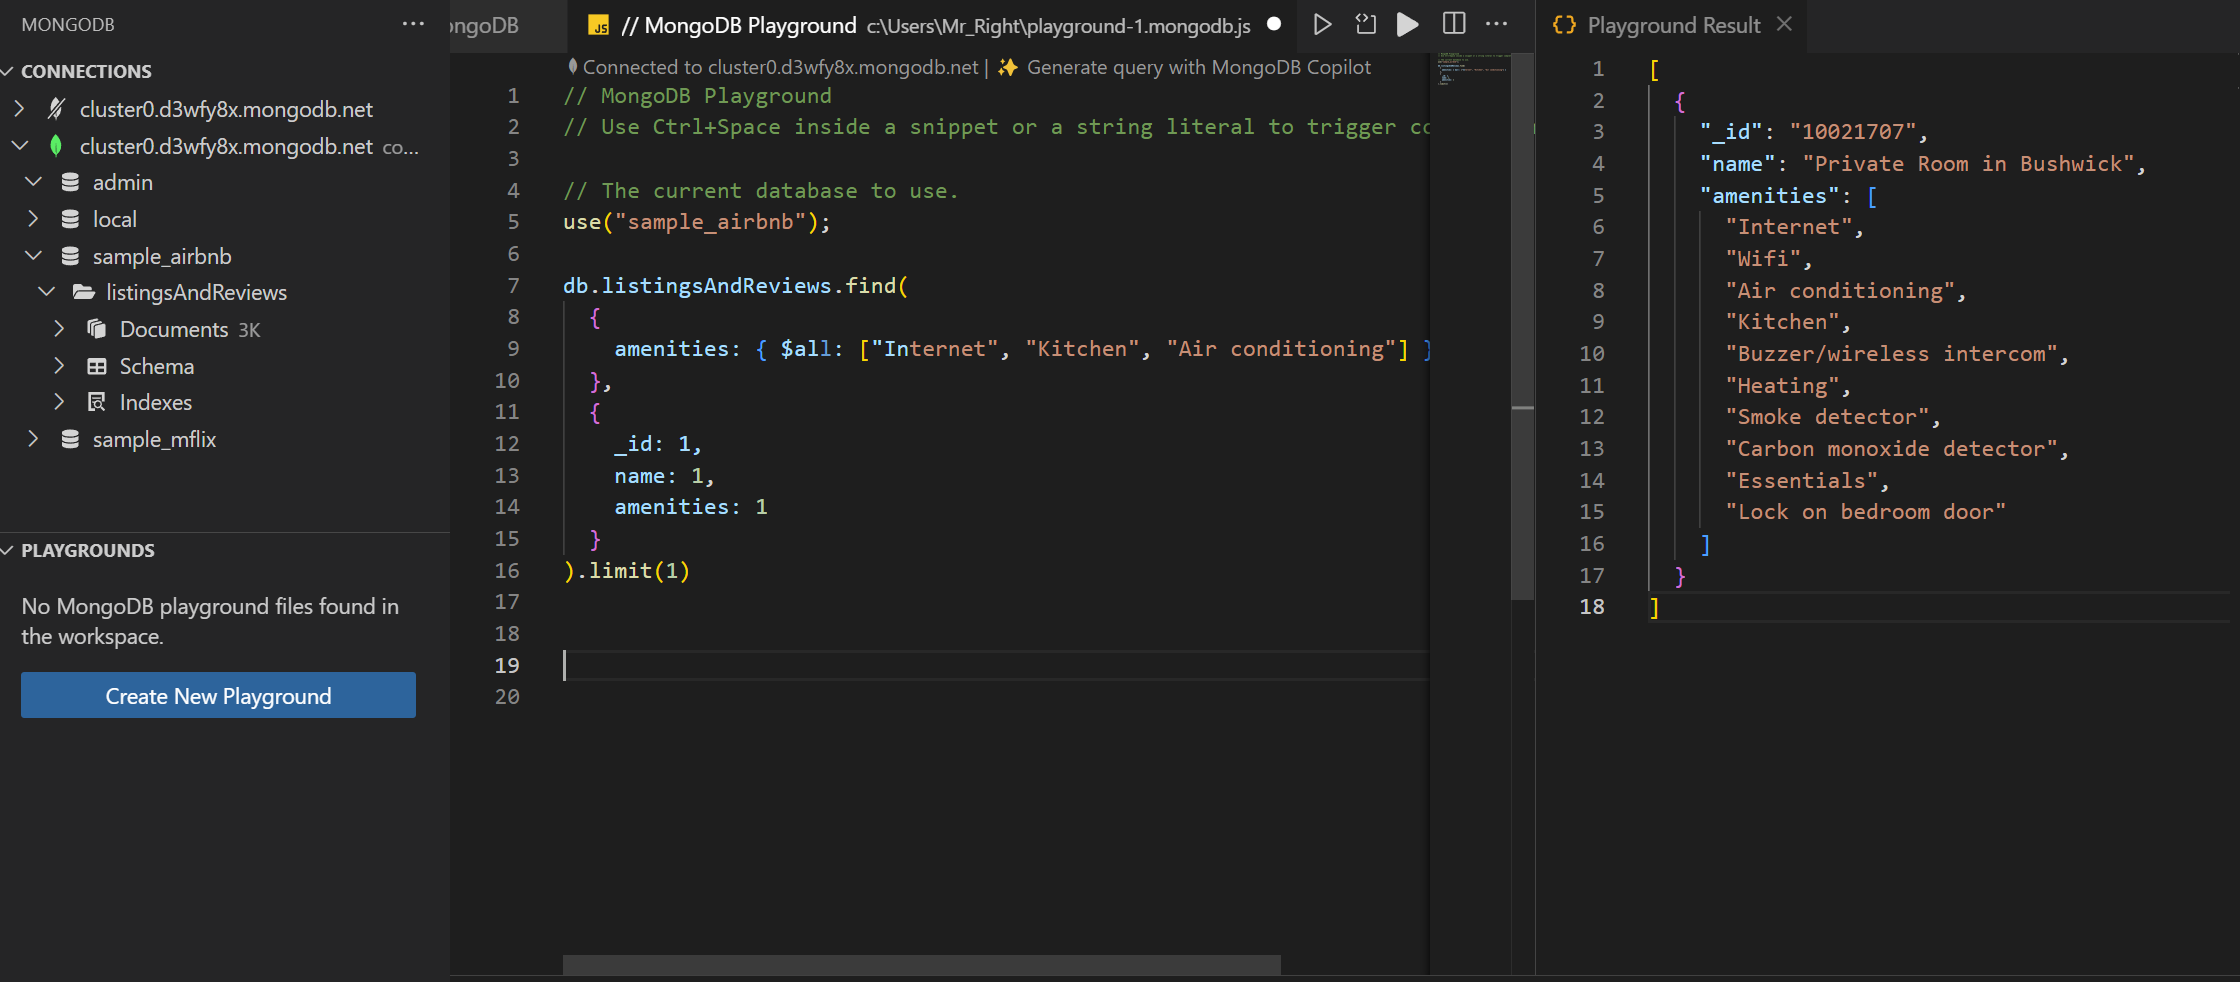 MONGODB
CONNECTIONS
cluster0.d3wfy8x.mongodb.net
cluster0.d3wfy8x.mongodb.net co...
admin
local
sample_airbnb
listingsAndReviews
Documents 3K
Schema
Indexes
sample_mflix
PLAYGROUNDS
No MongoDB playground files found in
the workspace.
Create New Playground
ongoDB
JS // MongoDB Playground c:\Users\Mr_Right\playground-1.mongodb.js
Connected to cluster0.d3wfy8x.mongodb.net | ✨ Generate query with MongoDB Copilot
1 // MongoDB Playground
2 // Use Ctrl+Space inside a snippet or a string literal to trigger co
3
4 // The current database to use.
5 use("sample_airbnb");
6
7 db.listingsAndReviews.find(
8 {
9 amenities: { $all: ["Internet", "Kitchen", "Air conditioning"] }
10 },
11 {
12 _id: 1,
13 name: 1,
14 amenities: 1
15 }
16 ).limit(1)
17
18
19
20
{} Playground Result
1 [
2 {
3 "_id": "10021707",
4 "name": "Private Room in Bushwick",
5 "amenities": [
6 "Internet",
7 "Wifi",
8 "Air conditioning",
9 "Kitchen",
10 "Buzzer/wireless intercom",
11 "Heating",
12 "Smoke detector",
13 "Carbon monoxide detector",
14 "Essentials",
15 "Lock on bedroom door"
16 ]
17 }
18 ]